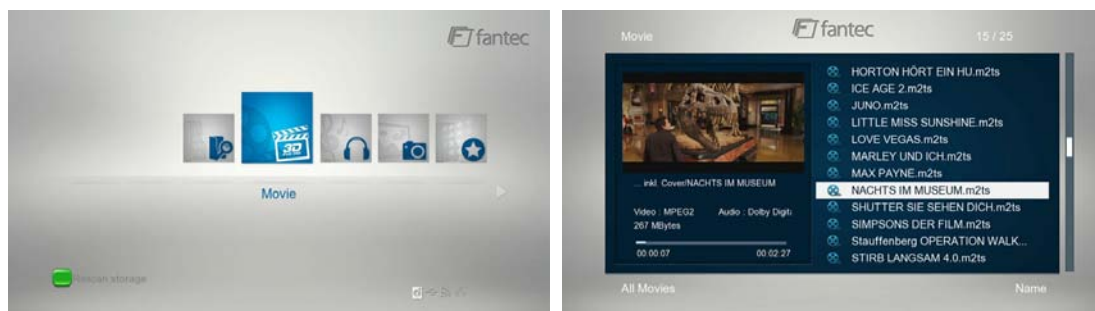 fantec
3D
Movie
Rescan storage
Movie
fantec
15 / 25
HORTON HÖRT EIN HU.m2ts
ICE AGE 2.m2ts
JUNO.m2ts
LITTLE MISS SUNSHINE.m2ts
LOVE VEGAS.m2ts
MARLEY UND ICH.m2ts
MAX PAYNE.m2ts
NACHTS IM MUSEUM.m2ts
SHUTTER SIE SEHEN DICH.m2ts
SIMPSONS DER FILM.m2ts
Stauffenberg OPERATION WALK...
STIRB LANGSAM 4.0.m2ts
... inkl. Cover/NACHTS IM MUSEUM
Video : MPEG2 Audio : Dolby Digit
267 MBytes
00:00:07 00:02:27
All Movies
Name